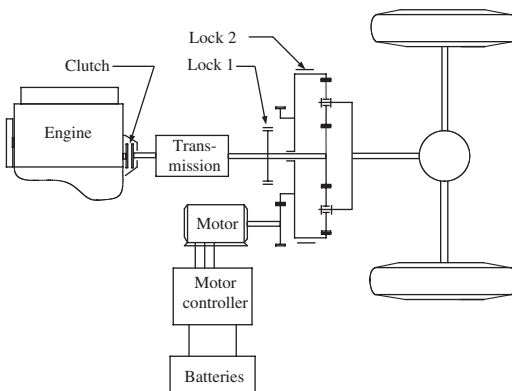 Lock 2
Clutch
Lock 1
Engine
Trans-
mission
Motor
Motor
controller
Batteries